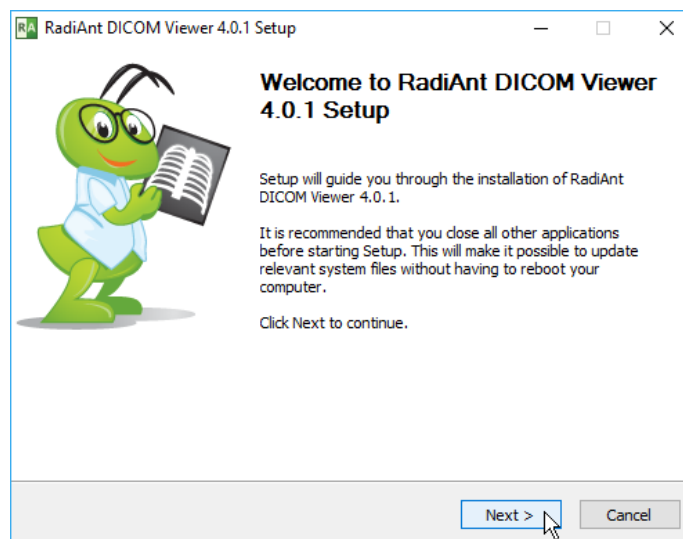 RA RadiAnt DICOM Viewer 4.0.1 Setup
Welcome to RadiAnt DICOM Viewer
4.0.1 Setup
Setup will guide you through the installation of RadiAnt
DICOM Viewer 4.0.1.
It is recommended that you close all other applications
before starting Setup. This will make it possible to update
relevant system files without having to reboot your
computer.
Click Next to continue.
Next > Cancel